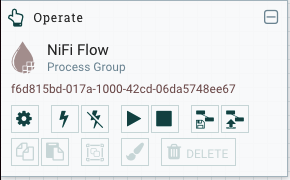 Operate
NiFi Flow
Process Group
f6d815bd-017a-1000-42cd-06da5748ee67
DELETE